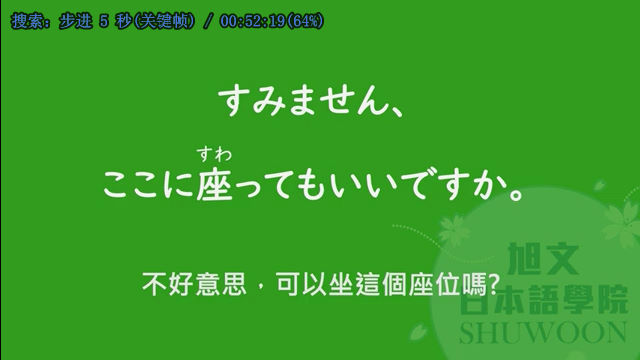 搜索: 步进 5 秒(关键帧) / 00:52:19(64%)
すみません、
すわ
ここに座ってもいいですか。
不好意思，可以坐這個座位嗎?
旭文
日本語學院
SHUWOON